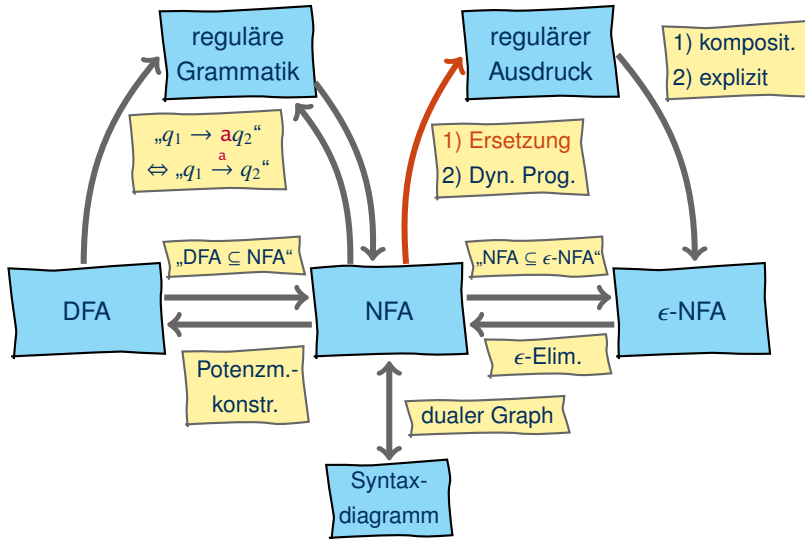 reguläre
Grammatik
regulärer
Ausdruck
1) komposit.
2) explizit
„q₁ → aq₂“
⇔ „q₁ →ᵃ q₂“
1) Ersetzung
2) Dyn. Prog.
„DFA ⊆ NFA“
„NFA ⊆ ϵ-NFA“
DFA
NFA
ϵ-NFA
Potenzm.-
konstr.
ϵ-Elim.
dualer Graph
Syntax-
diagramm